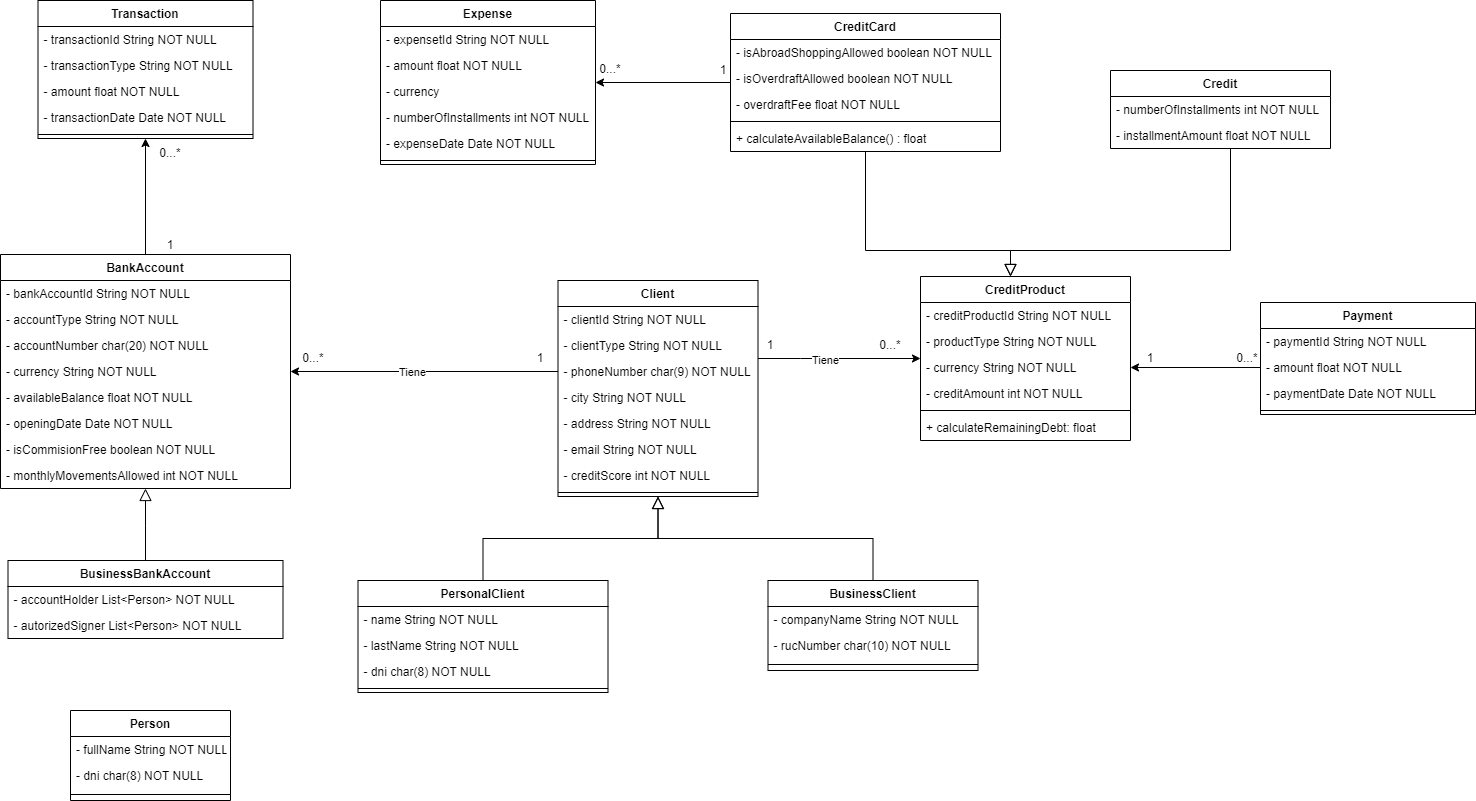 Transaction
- transactionId String NOT NULL
- transactionType String NOT NULL
- amount float NOT NULL
- transactionDate Date NOT NULL
0...*
1
Expense
- expensetId String NOT NULL
- amount float NOT NULL
- currency
- numberOfInstallments int NOT NULL
- expenseDate Date NOT NULL
0...*
1
CreditCard
- isAbroadShoppingAllowed boolean NOT NULL
- isOverdraftAllowed boolean NOT NULL
- overdraftFee float NOT NULL
+ calculateAvailableBalance() : float
Credit
- numberOfInstallments int NOT NULL
- installmentAmount float NOT NULL
BankAccount
- bankAccountId String NOT NULL
- accountType String NOT NULL
- accountNumber char(20) NOT NULL
- currency String NOT NULL
- availableBalance float NOT NULL
- openingDate Date NOT NULL
- isCommisionFree boolean NOT NULL
- monthlyMovementsAllowed int NOT NULL
0...*
Tiene
1
Client
- clientId String NOT NULL
- clientType String NOT NULL
- phoneNumber char(9) NOT NULL
- city String NOT NULL
- address String NOT NULL
- email String NOT NULL
- creditScore int NOT NULL
1
Tiene
0...*
CreditProduct
- creditProductId String NOT NULL
- productType String NOT NULL
- currency String NOT NULL
- creditAmount int NOT NULL
+ calculateRemainingDebt: float
1
0...*
Payment
- paymentId String NOT NULL
- amount float NOT NULL
- paymentDate Date NOT NULL
BusinessBankAccount
- accountHolder List<Person> NOT NULL
- autorizedSigner List<Person> NOT NULL
PersonalClient
- name String NOT NULL
- lastName String NOT NULL
- dni char(8) NOT NULL
BusinessClient
- companyName String NOT NULL
- rucNumber char(10) NOT NULL
Person
- fullName String NOT NULL
- dni char(8) NOT NULL